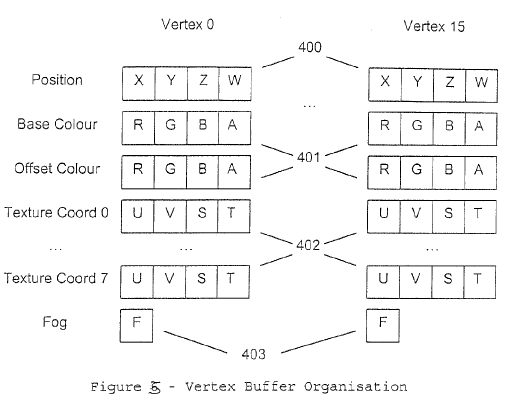 Vertex 0 Vertex 15
400
Position X Y Z W X Y Z W
...
Base Colour R G B A R G B A
401
Offset Colour R G B A R G B A
Texture Coord 0 U V S T U V S T
... ... 402 ...
Texture Coord 7 U V S T U V S T
Fog F F
403
Figure - Vertex Buffer Organisation